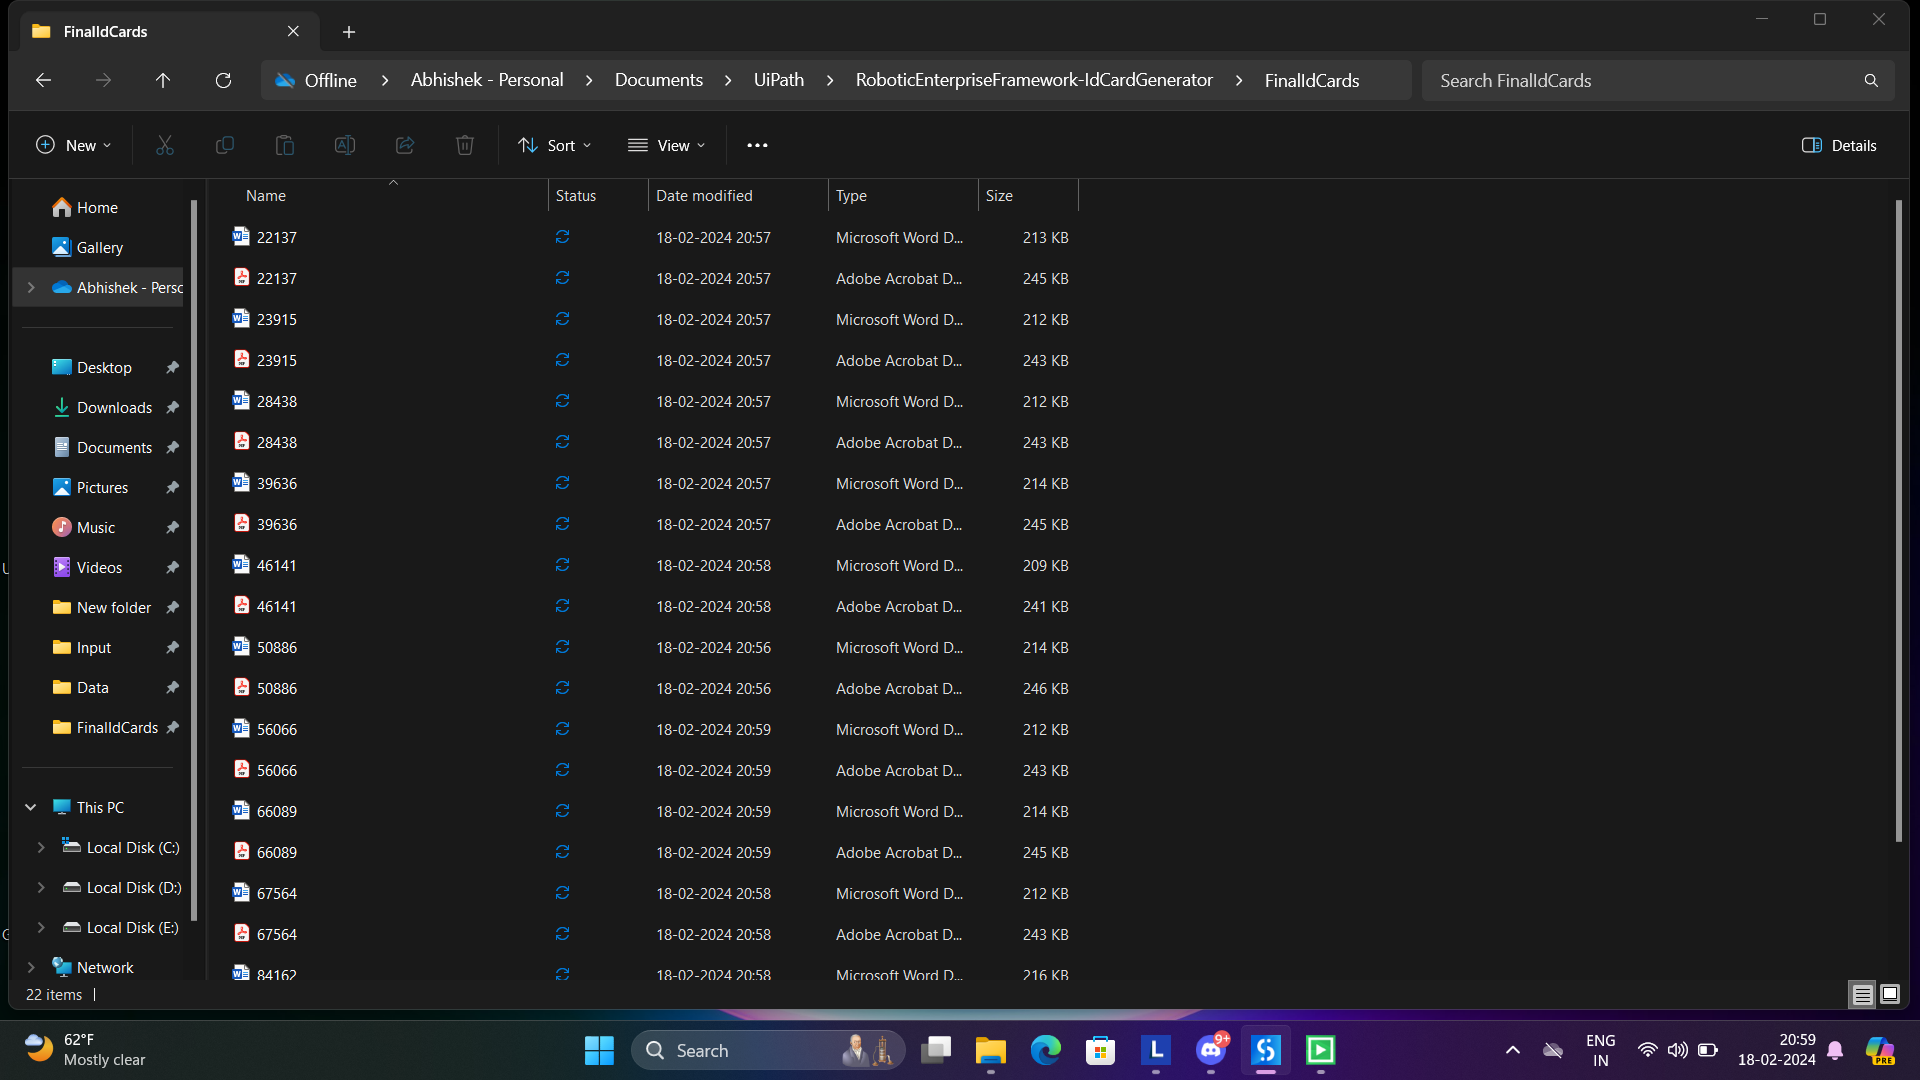 FinalIdCards
Offline > Abhishek - Personal > Documents > UiPath > RoboticEnterpriseFramework-IdCardGenerator > FinalIdCards
Search FinalIdCards
New Sort View ••• Details
Home
Gallery
Abhishek - Perso
Desktop
Downloads
Documents
Pictures
Music
Videos
New folder
Input
Data
FinalIdCards
This PC
Local Disk (C:)
Local Disk (D:)
Local Disk (E:)
Network
Name Status Date modified Type Size
22137 18-02-2024 20:57 Microsoft Word D... 213 KB
22137 18-02-2024 20:57 Adobe Acrobat D... 245 KB
23915 18-02-2024 20:57 Microsoft Word D... 212 KB
23915 18-02-2024 20:57 Adobe Acrobat D... 243 KB
28438 18-02-2024 20:57 Microsoft Word D... 212 KB
28438 18-02-2024 20:57 Adobe Acrobat D... 243 KB
39636 18-02-2024 20:57 Microsoft Word D... 214 KB
39636 18-02-2024 20:57 Adobe Acrobat D... 245 KB
46141 18-02-2024 20:58 Microsoft Word D... 209 KB
46141 18-02-2024 20:58 Adobe Acrobat D... 241 KB
50886 18-02-2024 20:56 Microsoft Word D... 214 KB
50886 18-02-2024 20:56 Adobe Acrobat D... 246 KB
56066 18-02-2024 20:59 Microsoft Word D... 212 KB
56066 18-02-2024 20:59 Adobe Acrobat D... 243 KB
66089 18-02-2024 20:59 Microsoft Word D... 214 KB
66089 18-02-2024 20:59 Adobe Acrobat D... 245 KB
67564 18-02-2024 20:58 Microsoft Word D... 212 KB
67564 18-02-2024 20:58 Adobe Acrobat D... 243 KB
84162 18-02-2024 20:58 Microsoft Word D... 216 KB
22 items
62°F
Mostly clear
Search
L
9+
ENG
IN
20:59
18-02-2024
PRE